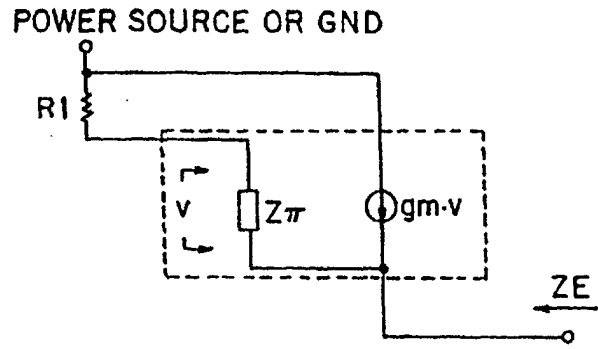 POWER SOURCE OR GND
R1
V
Zπ
gm·v
ZE